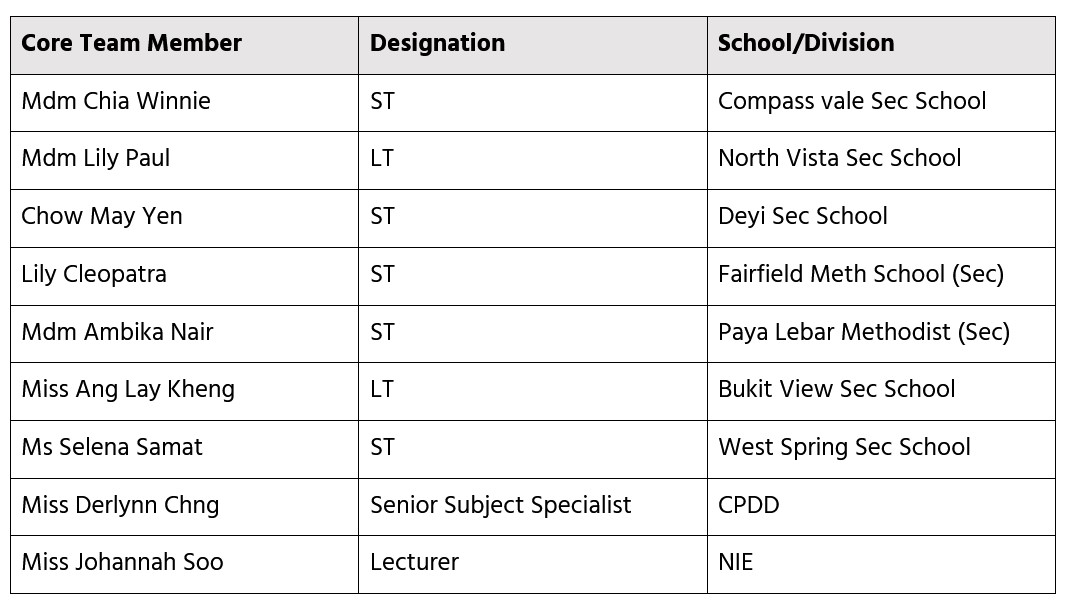 Core Team Member Designation School/Division
Mdm Chia Winnie ST Compass vale Sec School
Mdm Lily Paul LT North Vista Sec School
Chow May Yen ST Deyi Sec School
Lily Cleopatra ST Fairfield Meth School (Sec)
Mdm Ambika Nair ST Paya Lebar Methodist (Sec)
Miss Ang Lay Kheng LT Bukit View Sec School
Ms Selena Samat ST West Spring Sec School
Miss Derlynn Chng Senior Subject Specialist CPDD
Miss Johannah Soo Lecturer NIE